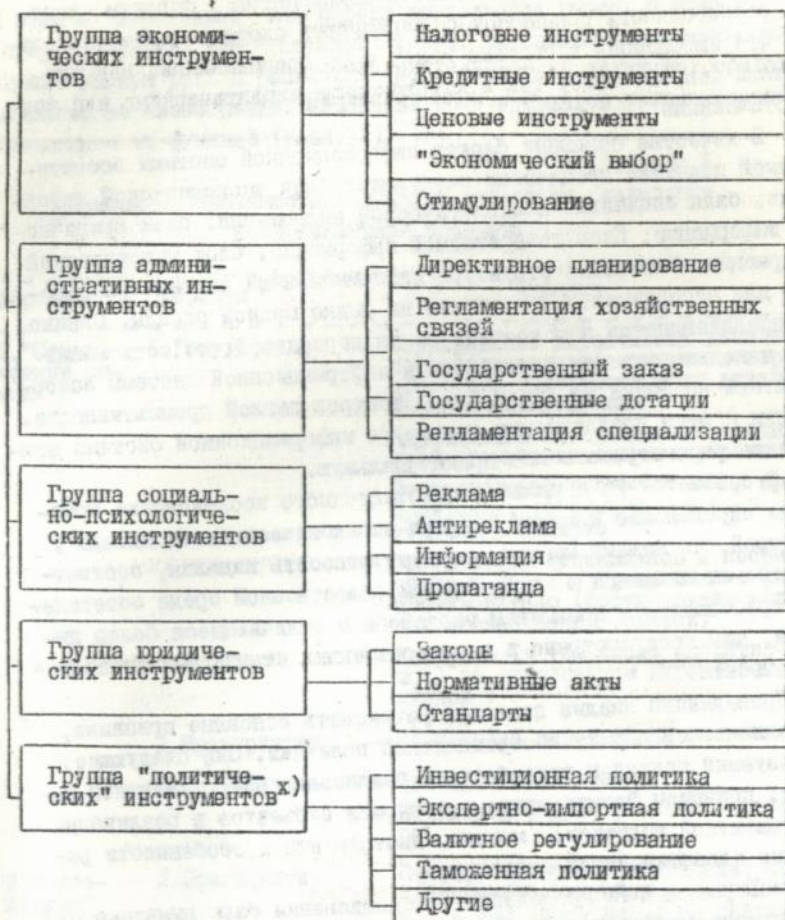 Группа экономи-
ческих инструмен-
тов
Налоговые инструменты
Кредитные инструменты
Ценовые инструменты
"Экономический выбор"
Стимулирование
Группа админи-
стративных ин-
струментов
Директивное планирование
Регламентация хозяйственных
связей
Государственный заказ
Государственные дотации
Регламентация специализации
Группа социаль-
но-психологиче-
ских инструментов
Реклама
Антиреклама
Информация
Пропаганда
Группа юридиче-
ских инструментов
Законы
Нормативные акты
Стандарты
Группа "политиче-
ских" инструментов х)
Инвестиционная политика
Экспертно-импортная политика
Валютное регулирование
Таможенная политика
Другие